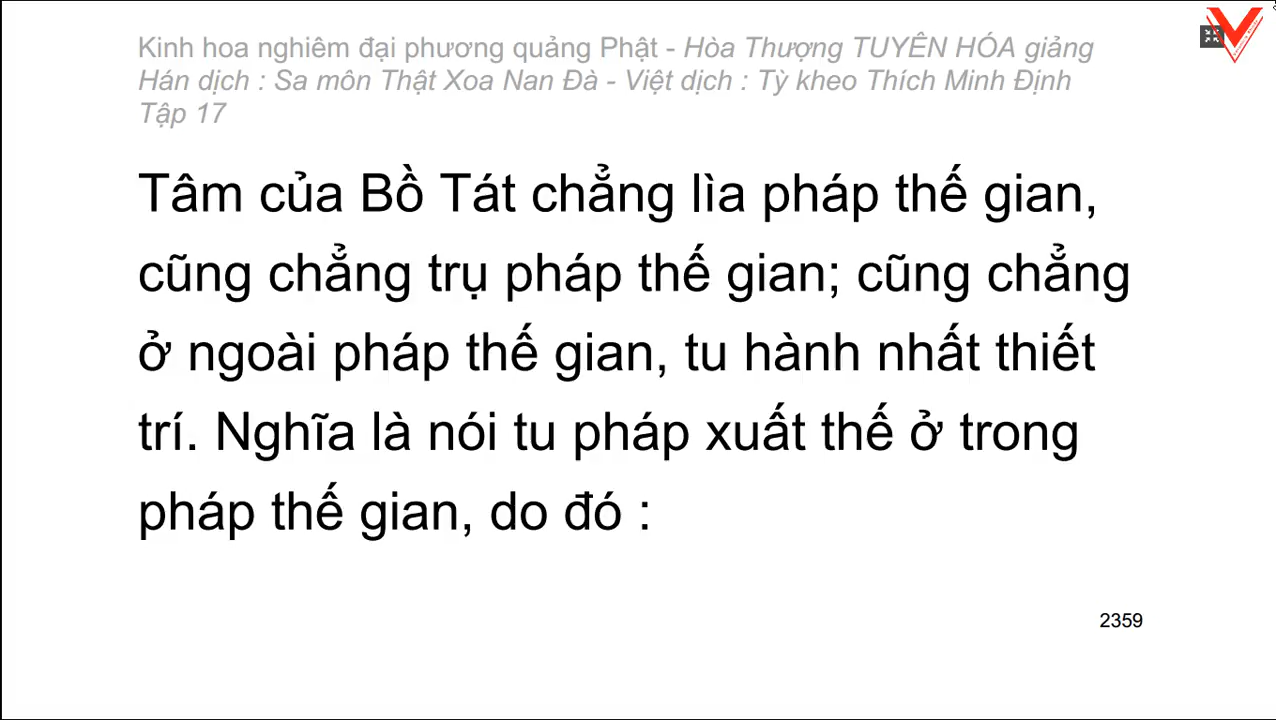 Kinh hoa nghiêm đại phương quảng Phật - Hòa Thượng TUYÊN HÓA giảng
Hán dịch : Sa môn Thật Xoa Nan Đà - Việt dịch : Tỳ kheo Thích Minh Định
Tập 17
Tâm của Bồ Tát chẳng lìa pháp thế gian,
cũng chẳng trụ pháp thế gian; cũng chẳng
ở ngoài pháp thế gian, tu hành nhất thiết
trí. Nghĩa là nói tu pháp xuất thế ở trong
pháp thế gian, do đó :
2359